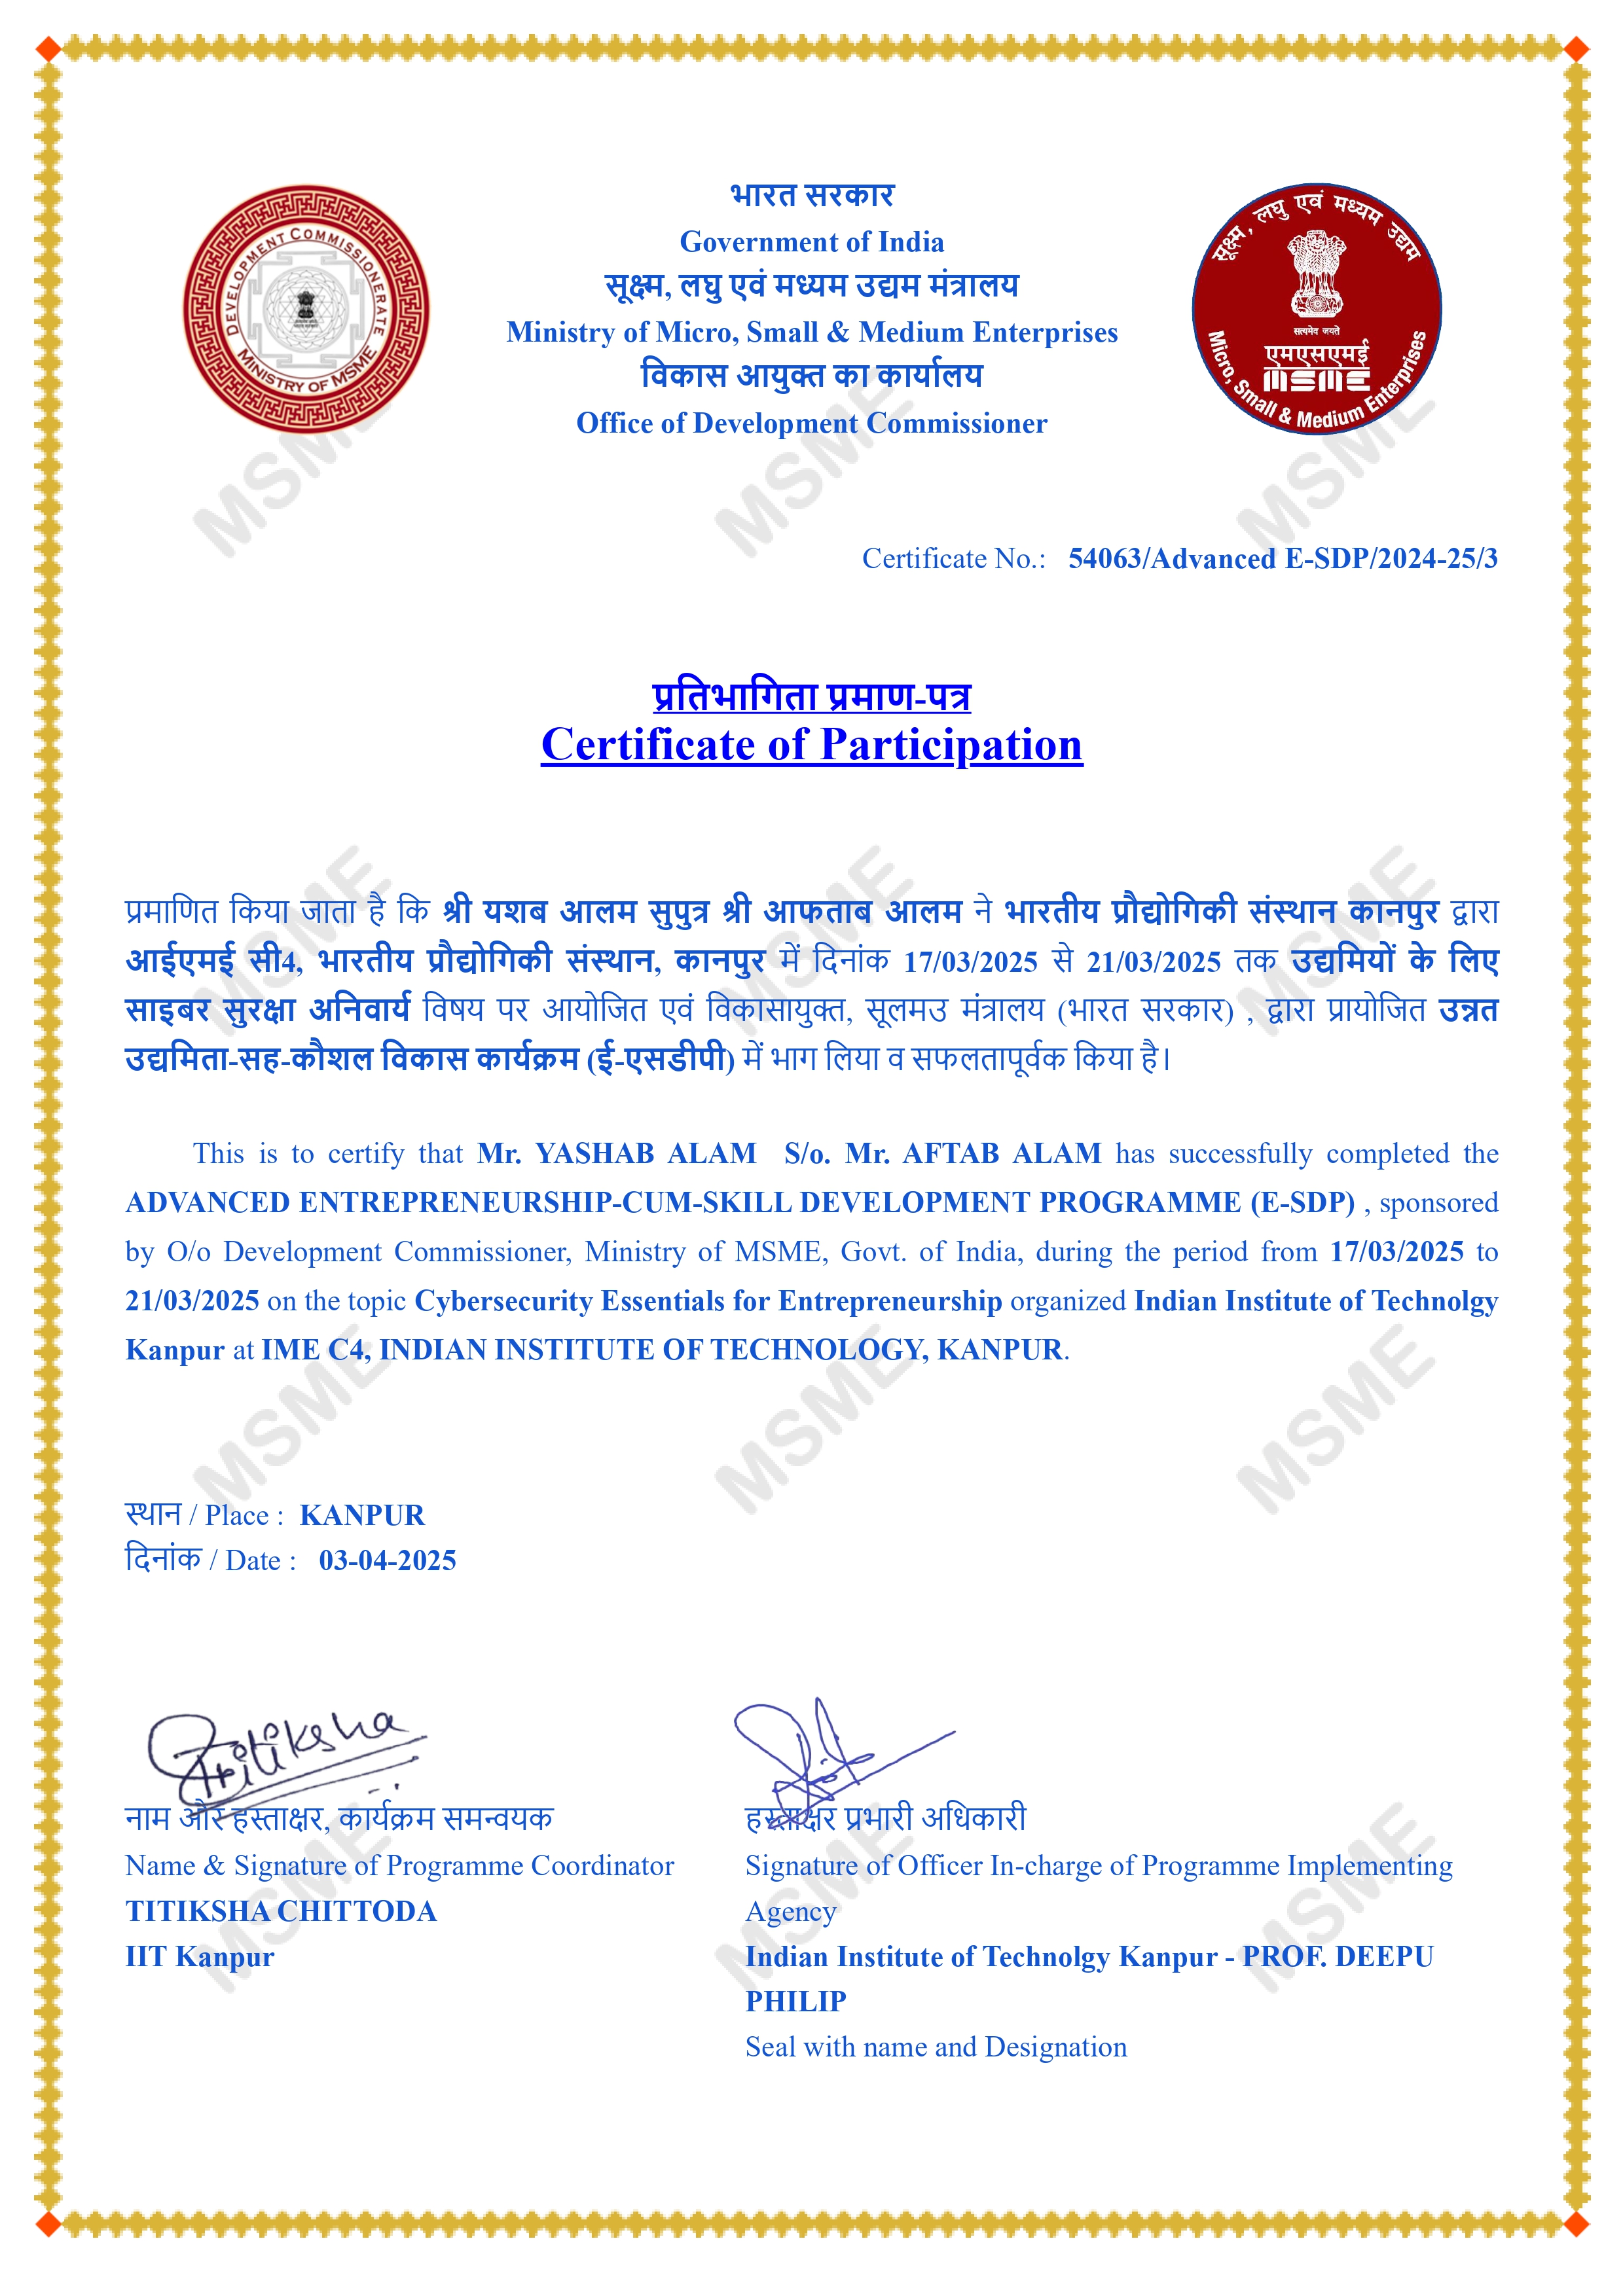 DEVELOPMENT COMMISSIONERATE
MINISTRY OF MSME
भारत सरकार
Government of India
सूक्ष्म, लघु एवं मध्यम उद्यम मंत्रालय
Ministry of Micro, Small & Medium Enterprises
विकास आयुक्त का कार्यालय
Office of Development Commissioner
सूक्ष्म, लघु एवं मध्यम उद्यम
सत्यमेव जयते
एमएसएमई
MSME
Micro, Small & Medium Enterprises
MSME MSME MSME
Certificate No.: 54063/Advanced E-SDP/2024-25/3
प्रतिभागिता प्रमाण-पत्र
Certificate of Participation
MSME MSME MSME
प्रमाणित किया जाता है कि श्री यशब आलम सुपुत्र श्री आफताब आलम ने भारतीय प्रौद्योगिकी संस्थान कानपुर द्वारा
आईएमई सी4, भारतीय प्रौद्योगिकी संस्थान, कानपुर में दिनांक 17/03/2025 से 21/03/2025 तक उद्यमियों के लिए
साइबर सुरक्षा अनिवार्य विषय पर आयोजित एवं विकासायुक्त, सूलमउ मंत्रालय (भारत सरकार) , द्वारा प्रायोजित उन्नत
उद्यमिता-सह-कौशल विकास कार्यक्रम (ई-एसडीपी) में भाग लिया व सफलतापूर्वक किया है।
This is to certify that Mr. YASHAB ALAM S/o. Mr. AFTAB ALAM has successfully completed the
ADVANCED ENTREPRENEURSHIP-CUM-SKILL DEVELOPMENT PROGRAMME (E-SDP) , sponsored
by O/o Development Commissioner, Ministry of MSME, Govt. of India, during the period from 17/03/2025 to
21/03/2025 on the topic Cybersecurity Essentials for Entrepreneurship organized Indian Institute of Technolgy
Kanpur at IME C4, INDIAN INSTITUTE OF TECHNOLOGY, KANPUR.
MSME MSME MSME
स्थान / Place : KANPUR
दिनांक / Date : 03-04-2025
नाम और हस्ताक्षर, कार्यक्रम समन्वयक
Name & Signature of Programme Coordinator
TITIKSHA CHITTODA
IIT Kanpur
हस्ताक्षर प्रभारी अधिकारी
Signature of Officer In-charge of Programme Implementing
Agency
Indian Institute of Technolgy Kanpur - PROF. DEEPU
PHILIP
Seal with name and Designation
MSME MSME MSME